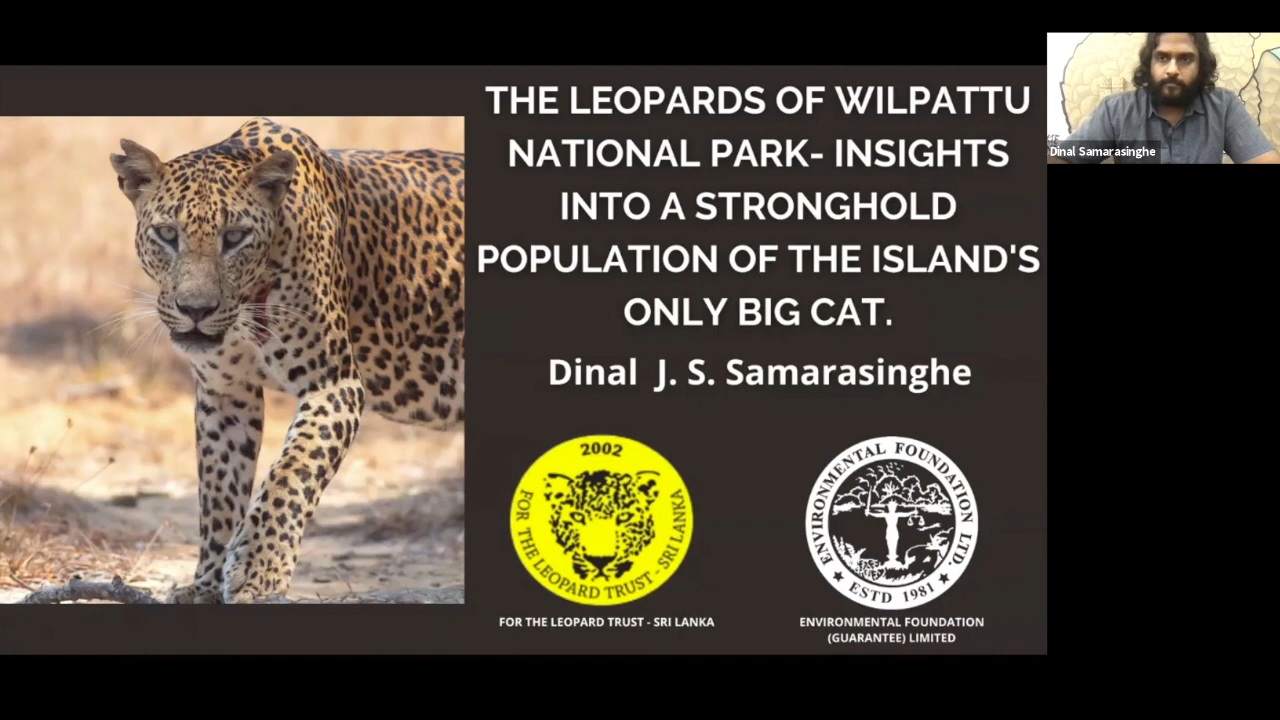 THE LEOPARDS OF WILPATTU
NATIONAL PARK- INSIGHTS
INTO A STRONGHOLD
POPULATION OF THE ISLAND'S
ONLY BIG CAT.
Dinal J. S. Samarasinghe
2002
FOR THE LEOPARD TRUST - SRI LANKA
FOR THE LEOPARD TRUST - SRI LANKA
ENVIRONMENTAL FOUNDATION LTD.
★ ESTD 1981 ★
ENVIRONMENTAL FOUNDATION
(GUARANTEE) LIMITED
Dinal Samarasinghe